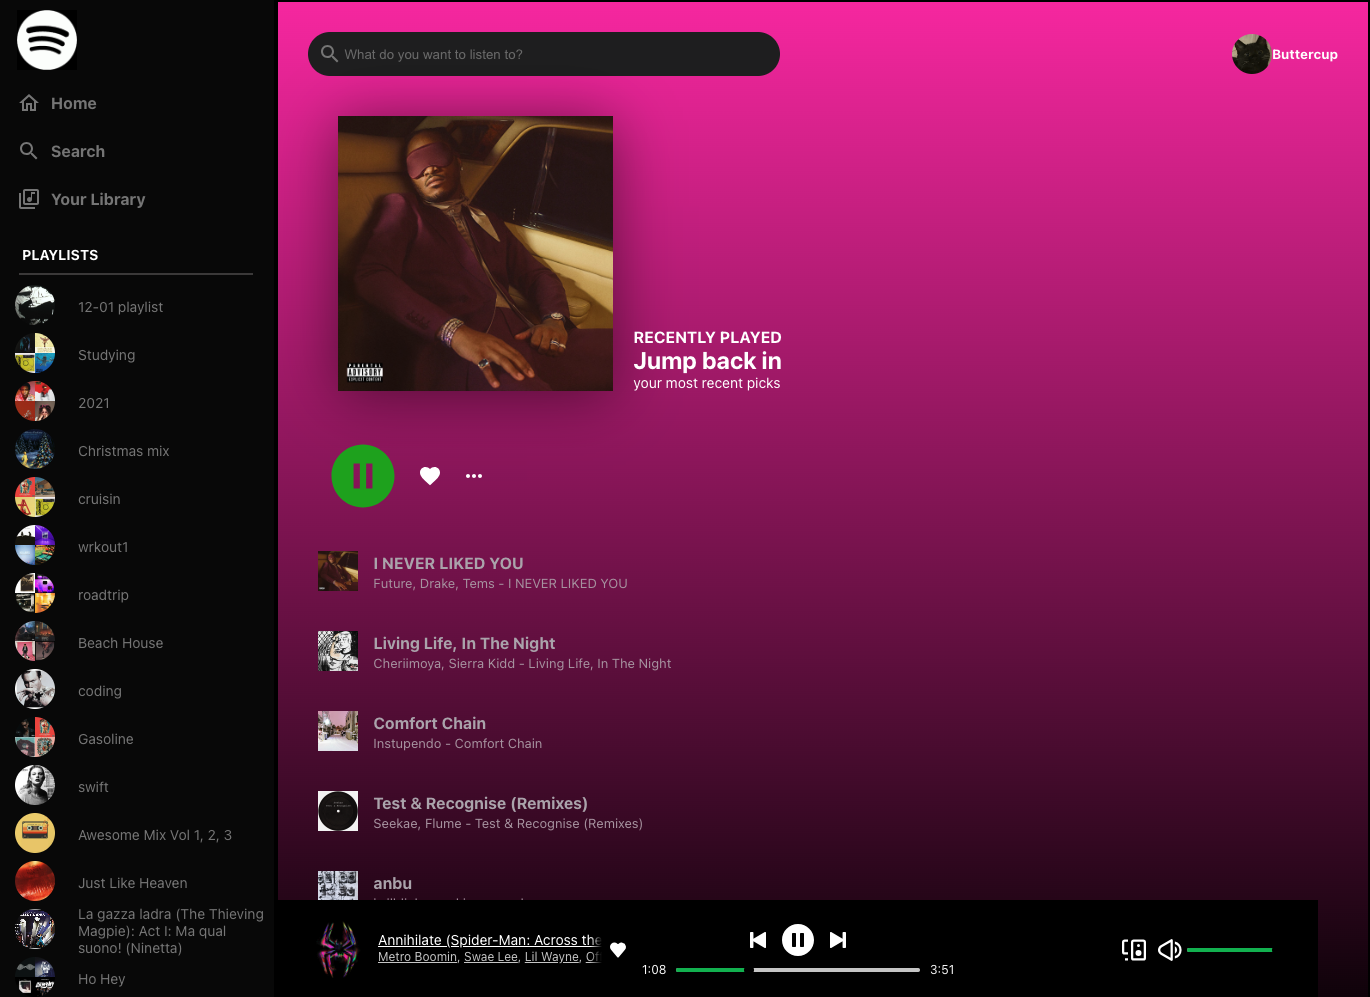 Home
Search
Your Library
PLAYLISTS
12-01 playlist
Studying
2021
Christmas mix
cruisin
wrkout1
roadtrip
Beach House
coding
Gasoline
swift
Awesome Mix Vol 1, 2, 3
Just Like Heaven
La gazza ladra (The Thieving
Magpie): Act I: Ma qual
suono! (Ninetta)
Ho Hey
What do you want to listen to?
Buttercup
PARENTAL
ADVISORY
EXPLICIT CONTENT
RECENTLY PLAYED
Jump back in
your most recent picks
I NEVER LIKED YOU
Future, Drake, Tems - I NEVER LIKED YOU
Living Life, In The Night
Cheriimoya, Sierra Kidd - Living Life, In The Night
Comfort Chain
Instupendo - Comfort Chain
Test & Recognise (Remixes)
Seekae, Flume - Test & Recognise (Remixes)
anbu
Annihilate (Spider-Man: Across the
Metro Boomin, Swae Lee, Lil Wayne, Of
1:08
3:51